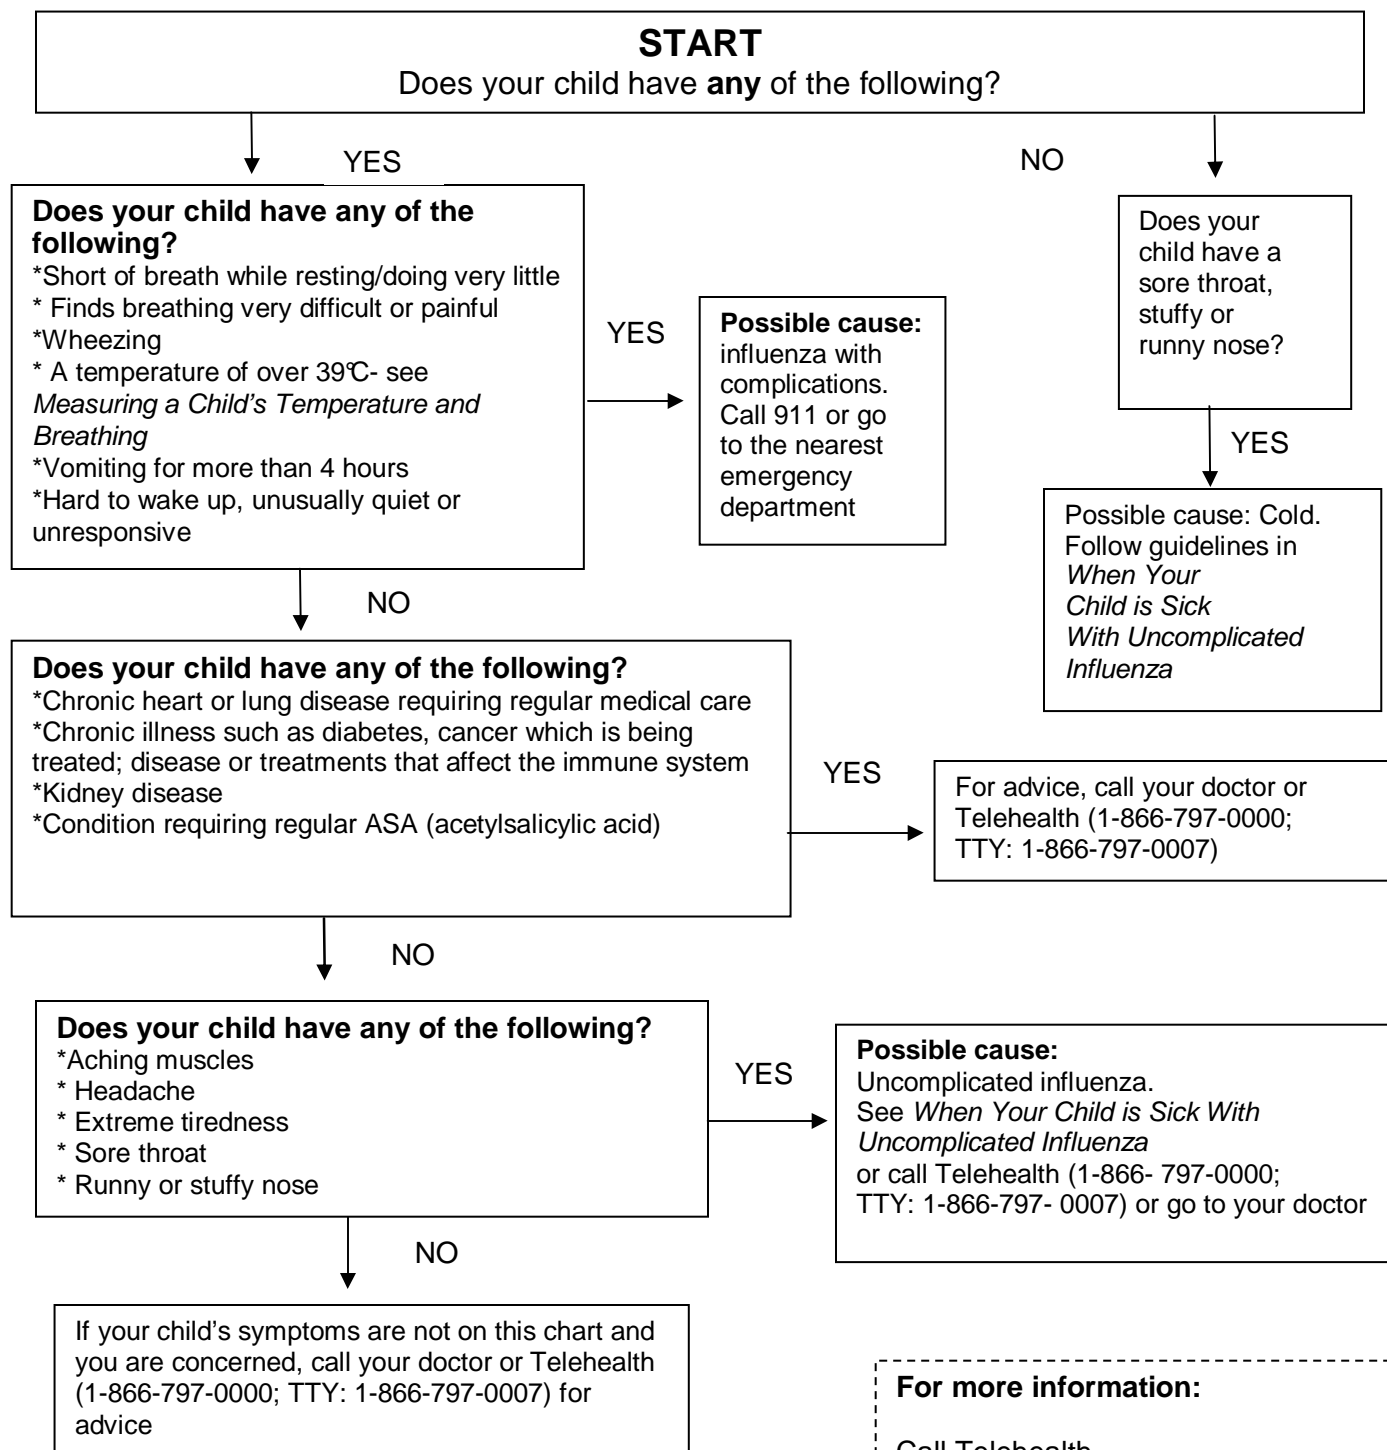 START
Does your child have any of the following?
YES
NO
Does your child have any of the
following?
*Short of breath while resting/doing very little
* Finds breathing very difficult or painful
*Wheezing
* A temperature of over 39°C- see
Measuring a Child's Temperature and
Breathing
*Vomiting for more than 4 hours
*Hard to wake up, unusually quiet or
unresponsive
YES
Possible cause:
influenza with
complications.
Call 911 or go
to the nearest
emergency
department
Does your
child have a
sore throat,
stuffy or
runny nose?
YES
Possible cause: Cold.
Follow guidelines in
When Your
Child is Sick
With Uncomplicated
Influenza
NO
Does your child have any of the following?
*Chronic heart or lung disease requiring regular medical care
*Chronic illness such as diabetes, cancer which is being
treated; disease or treatments that affect the immune system
*Kidney disease
*Condition requiring regular ASA (acetylsalicylic acid)
YES
For advice, call your doctor or
Telehealth (1-866-797-0000;
TTY: 1-866-797-0007)
NO
Does your child have any of the following?
*Aching muscles
* Headache
* Extreme tiredness
* Sore throat
* Runny or stuffy nose
YES
Possible cause:
Uncomplicated influenza.
See When Your Child is Sick With
Uncomplicated Influenza
or call Telehealth (1-866- 797-0000;
TTY: 1-866-797- 0007) or go to your doctor
NO
If your child's symptoms are not on this chart and
you are concerned, call your doctor or Telehealth
(1-866-797-0000; TTY: 1-866-797-0007) for
advice
For more information:
Call Telehealth